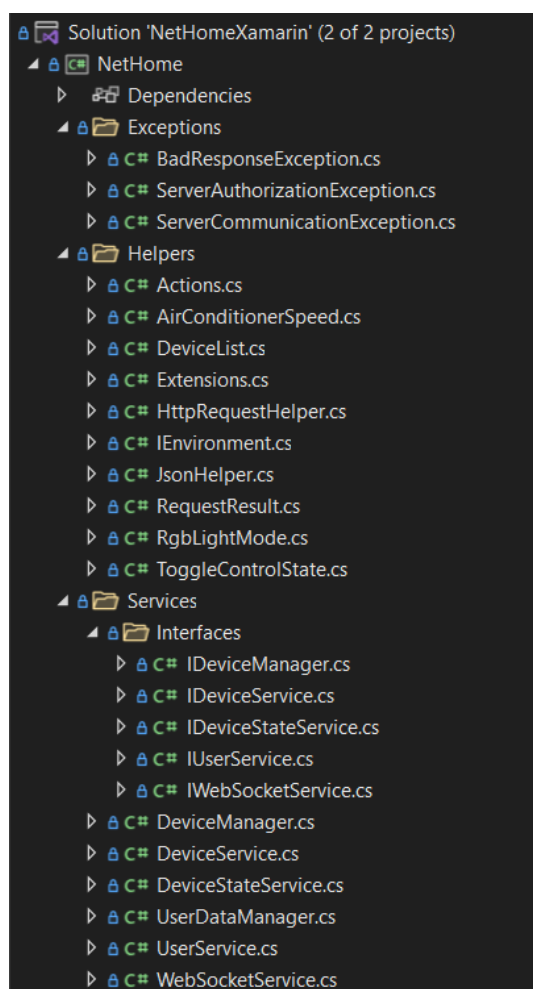 Solution 'NetHomeXamarin' (2 of 2 projects)
C# NetHome
Dependencies
Exceptions
C# BadResponseException.cs
C# ServerAuthorizationException.cs
C# ServerCommunicationException.cs
Helpers
C# Actions.cs
C# AirConditionerSpeed.cs
C# DeviceList.cs
C# Extensions.cs
C# HttpRequestHelper.cs
C# IEnvironment.cs
C# JsonHelper.cs
C# RequestResult.cs
C# RgbLightMode.cs
C# ToggleControlState.cs
Services
Interfaces
C# IDeviceManager.cs
C# IDeviceService.cs
C# IDeviceStateService.cs
C# IUserService.cs
C# IWebSocketService.cs
C# DeviceManager.cs
C# DeviceService.cs
C# DeviceStateService.cs
C# UserDataManager.cs
C# UserService.cs
C# WebSocketService.cs